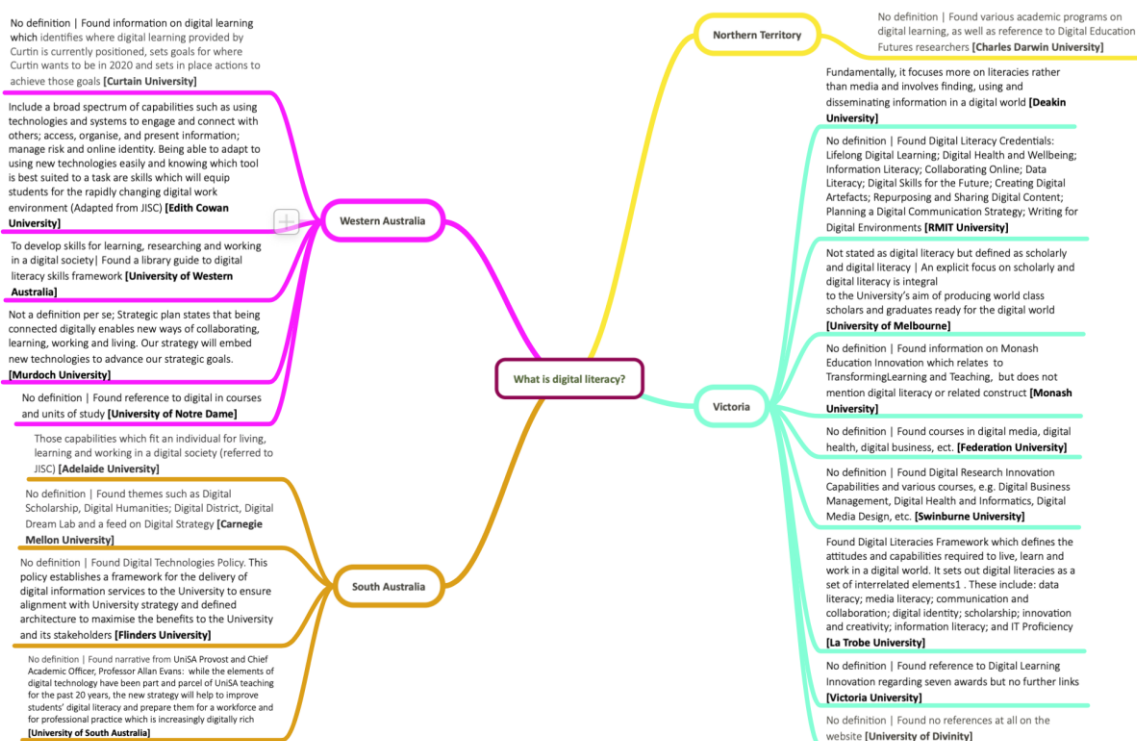 No definition | Found information on digital learning
which identifies where digital learning provided by
Curtin is currently positioned, sets goals for where
Curtin wants to be in 2020 and sets in place actions to
achieve those goals [Curtain University]
Include a broad spectrum of capabilities such as using
technologies and systems to engage and connect with
others; access, organise, and present information;
manage risk and online identity. Being able to adapt to
using new technologies easily and knowing which tool
is best suited to a task are skills which will equip
students for the rapidly changing digital work
environment (Adapted from JISC) [Edith Cowan
University]
To develop skills for learning, researching and working
in a digital society| Found a library guide to digital
literacy skills framework [University of Western
Australia]
Not a definition per se; Strategic plan states that being
connected digitally enables new ways of collaborating,
learning, working and living. Our strategy will embed
new technologies to advance our strategic goals.
[Murdoch University]
No definition | Found reference to digital in courses
and units of study [University of Notre Dame]
Western Australia
Those capabilities which fit an individual for living,
learning and working in a digital society (referred to
JISC) [Adelaide University]
No definition | Found themes such as Digital
Scholarship, Digital Humanities; Digital District, Digital
Dream Lab and a feed on Digital Strategy [Carnegie
Mellon University]
No definition | Found Digital Technologies Policy. This
policy establishes a framework for the delivery of
digital information services to the University to ensure
alignment with University strategy and defined
architecture to maximise the benefits to the University
and its stakeholders [Flinders University]
No definition | Found narrative from UniSA Provost and Chief
Academic Officer, Professor Allan Evans: while the elements of
digital technology have been part and parcel of UniSA teaching
for the past 20 years, the new strategy will help to improve
students' digital literacy and prepare them for a workforce and
for professional practice which is increasingly digitally rich
[University of South Australia]
South Australia
What is digital literacy?
Northern Territory
No definition | Found various academic programs on
digital learning, as well as reference to Digital Education
Futures researchers [Charles Darwin University]
Victoria
Fundamentally, it focuses more on literacies rather
than media and involves finding, using and
disseminating information in a digital world [Deakin
University]
No definition | Found Digital Literacy Credentials:
Lifelong Digital Learning; Digital Health and Wellbeing;
Information Literacy; Collaborating Online; Data
Literacy; Digital Skills for the Future; Creating Digital
Artefacts; Repurposing and Sharing Digital Content;
Planning a Digital Communication Strategy; Writing for
Digital Environments [RMIT University]
Not stated as digital literacy but defined as scholarly
and digital literacy | An explicit focus on scholarly and
digital literacy is integral
to the University's aim of producing world class
scholars and graduates ready for the digital world
[University of Melbourne]
No definition | Found information on Monash
Education Innovation which relates to
TransformingLearning and Teaching, but does not
mention digital literacy or related construct [Monash
University]
No definition | Found courses in digital media, digital
health, digital business, ect. [Federation University]
No definition | Found Digital Research Innovation
Capabilities and various courses, e.g. Digital Business
Management, Digital Health and Informatics, Digital
Media Design, etc. [Swinburne University]
Found Digital Literacies Framework which defines the
attitudes and capabilities required to live, learn and
work in a digital world. It sets out digital literacies as a
set of interrelated elements1 . These include: data
literacy; media literacy; communication and
collaboration; digital identity; scholarship; innovation
and creativity; information literacy; and IT Proficiency
[La Trobe University]
No definition | Found reference to Digital Learning
Innovation regarding seven awards but no further links
[Victoria University]
No definition | Found no references at all on the
website [University of Divinity]